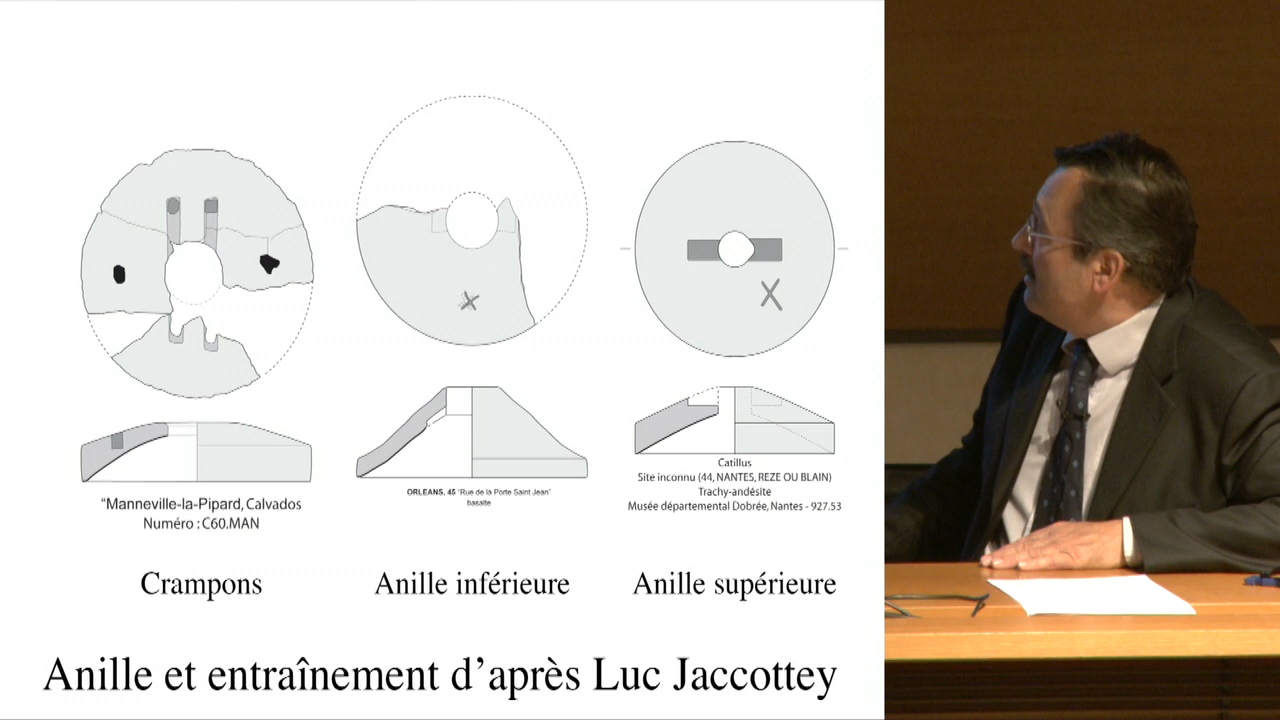 "Manneville-la-Pipard, Calvados
Numéro : C60.MAN
ORLEANS, 45 "Rue de la Porte Saint Jean"
basalte
Catillus
Site inconnu (44, NANTES, REZE OU BLAIN)
Trachy-andésite
Musée départemental Dobrée, Nantes - 927.53
Crampons
Anille inférieure
Anille supérieure
Anille et entraînement d'après Luc Jaccottey